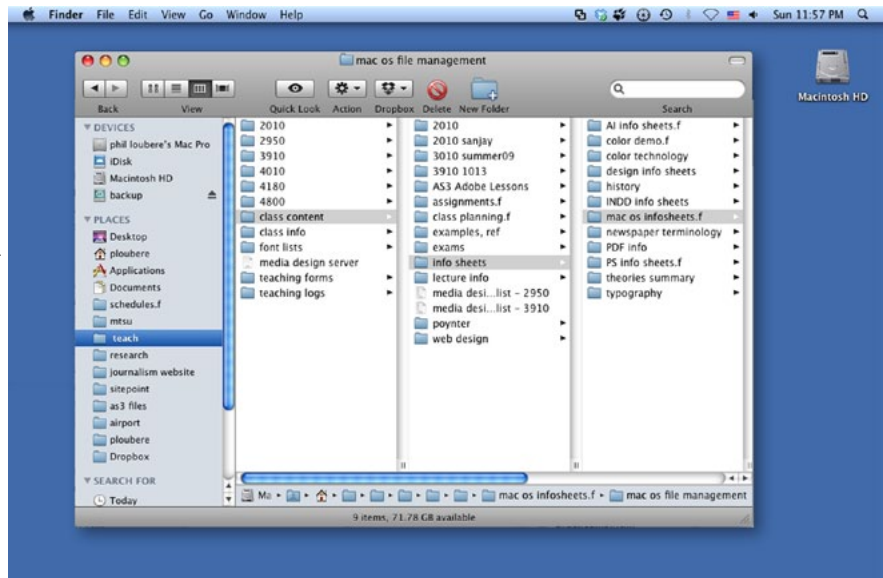 Finder File Edit View Go Window Help Sun 11:57 PM
mac os file management
Back View Quick Look Action Dropbox Delete New Folder Search
Macintosh HD
DEVICES
phil loubere's Mac Pro
iDisk
Macintosh HD
backup
PLACES
Desktop
ploubere
Applications
Documents
schedules.f
mtsu
teach
research
journalism website
sitepoint
as3 files
airport
ploubere
Dropbox
SEARCH FOR
Today
2010
2950
3910
4010
4180
4800
class content
class info
font lists
media design server
teaching forms
teaching logs
2010
2010 sanjay
3010 summer09
3910 1013
AS3 Adobe Lessons
assignments.f
class planning.f
examples, ref
exams
info sheets
lecture info
media desi...list - 2950
media desi...list - 3910
poynter
web design
AI info sheets.f
color demo.f
color technology
design info sheets
history
INDD info sheets
mac os infosheets.f
newspaper terminology
PDF info
PS info sheets.f
theories summary
typography
Ma mac os infosheets.f mac os file management
9 items, 71.78 GB available